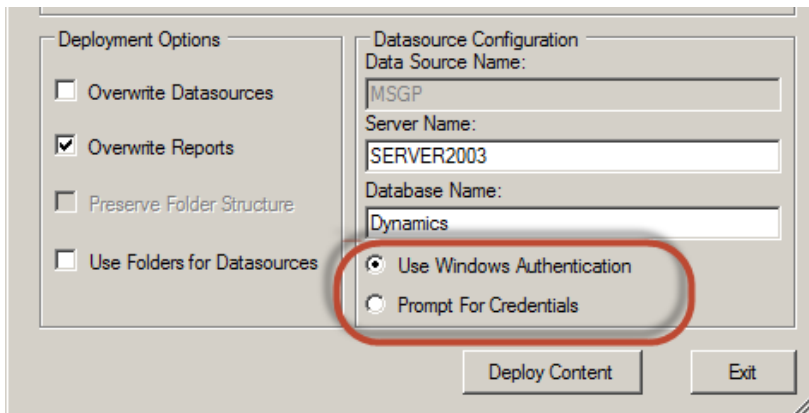 Deployment Options
Overwrite Datasources
Overwrite Reports
Preserve Folder Structure
Use Folders for Datasources
Datasource Configuration
Data Source Name:
MSGP
Server Name:
SERVER2003
Database Name:
Dynamics
Use Windows Authentication
Prompt For Credentials
Deploy Content
Exit